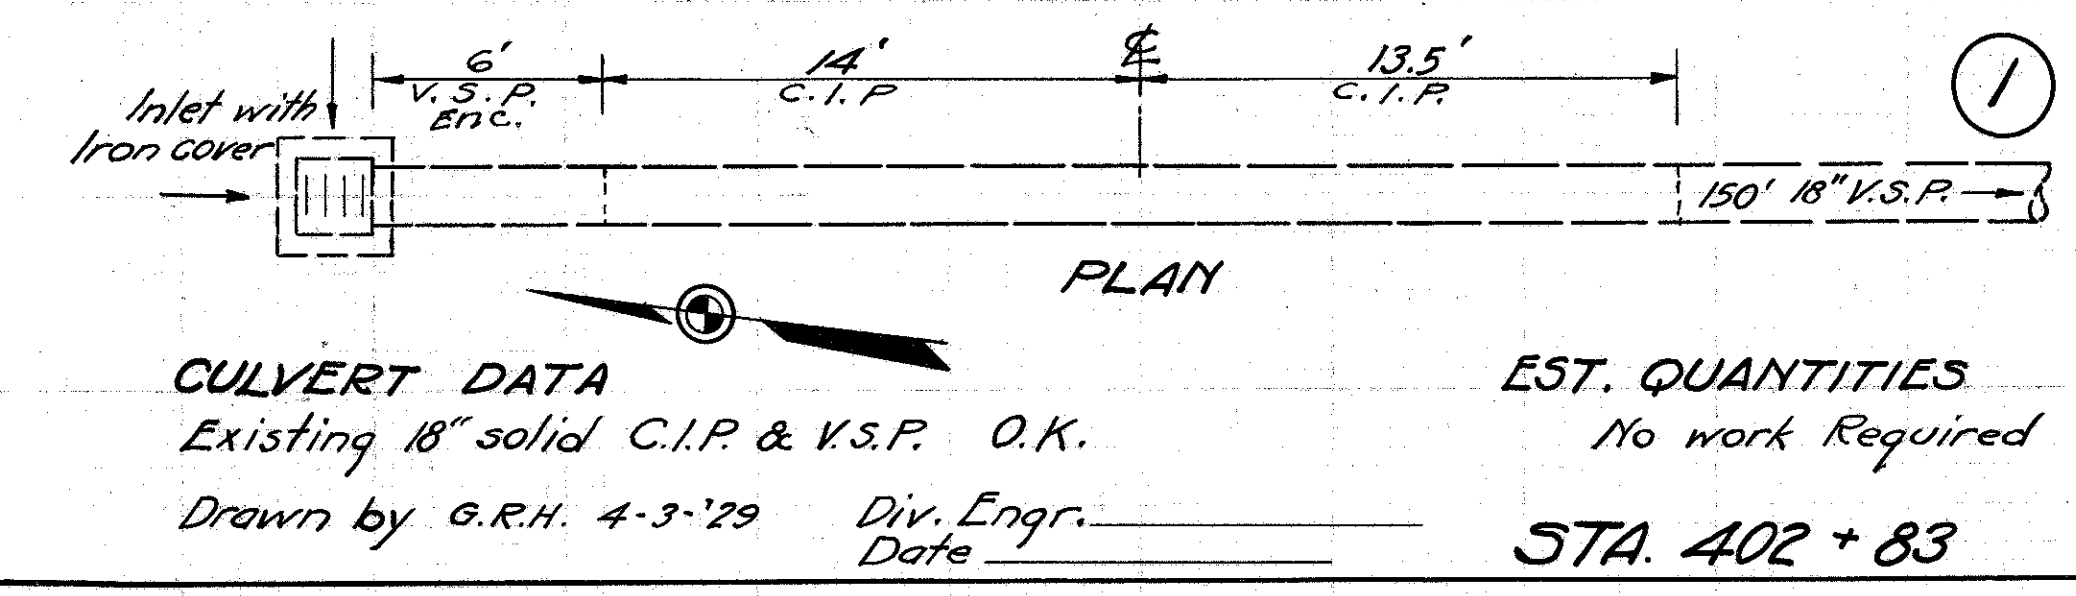 6' 14' ℄ 13.5' 1
V. S. P. C. I. P C. I. P.
Enc.
Inlet with
Iron cover
150' 18" V.S.P.
PLAN
CULVERT DATA
Existing 18" solid C.I.P. & V.S.P. O.K.
Drawn by G.R.H. 4-3-'29
Div. Engr.
Date
EST. QUANTITIES
No work Required
STA. 402 + 83